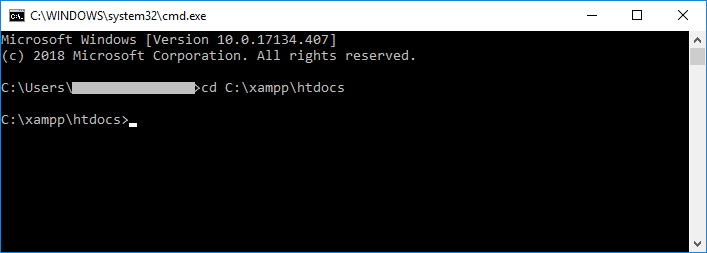 C:\WINDOWS\system32\cmd.exe
Microsoft Windows [Version 10.0.17134.407]
(c) 2018 Microsoft Corporation. All rights reserved.
C:\Users\ >cd C:\xampp\htdocs
C:\xampp\htdocs>